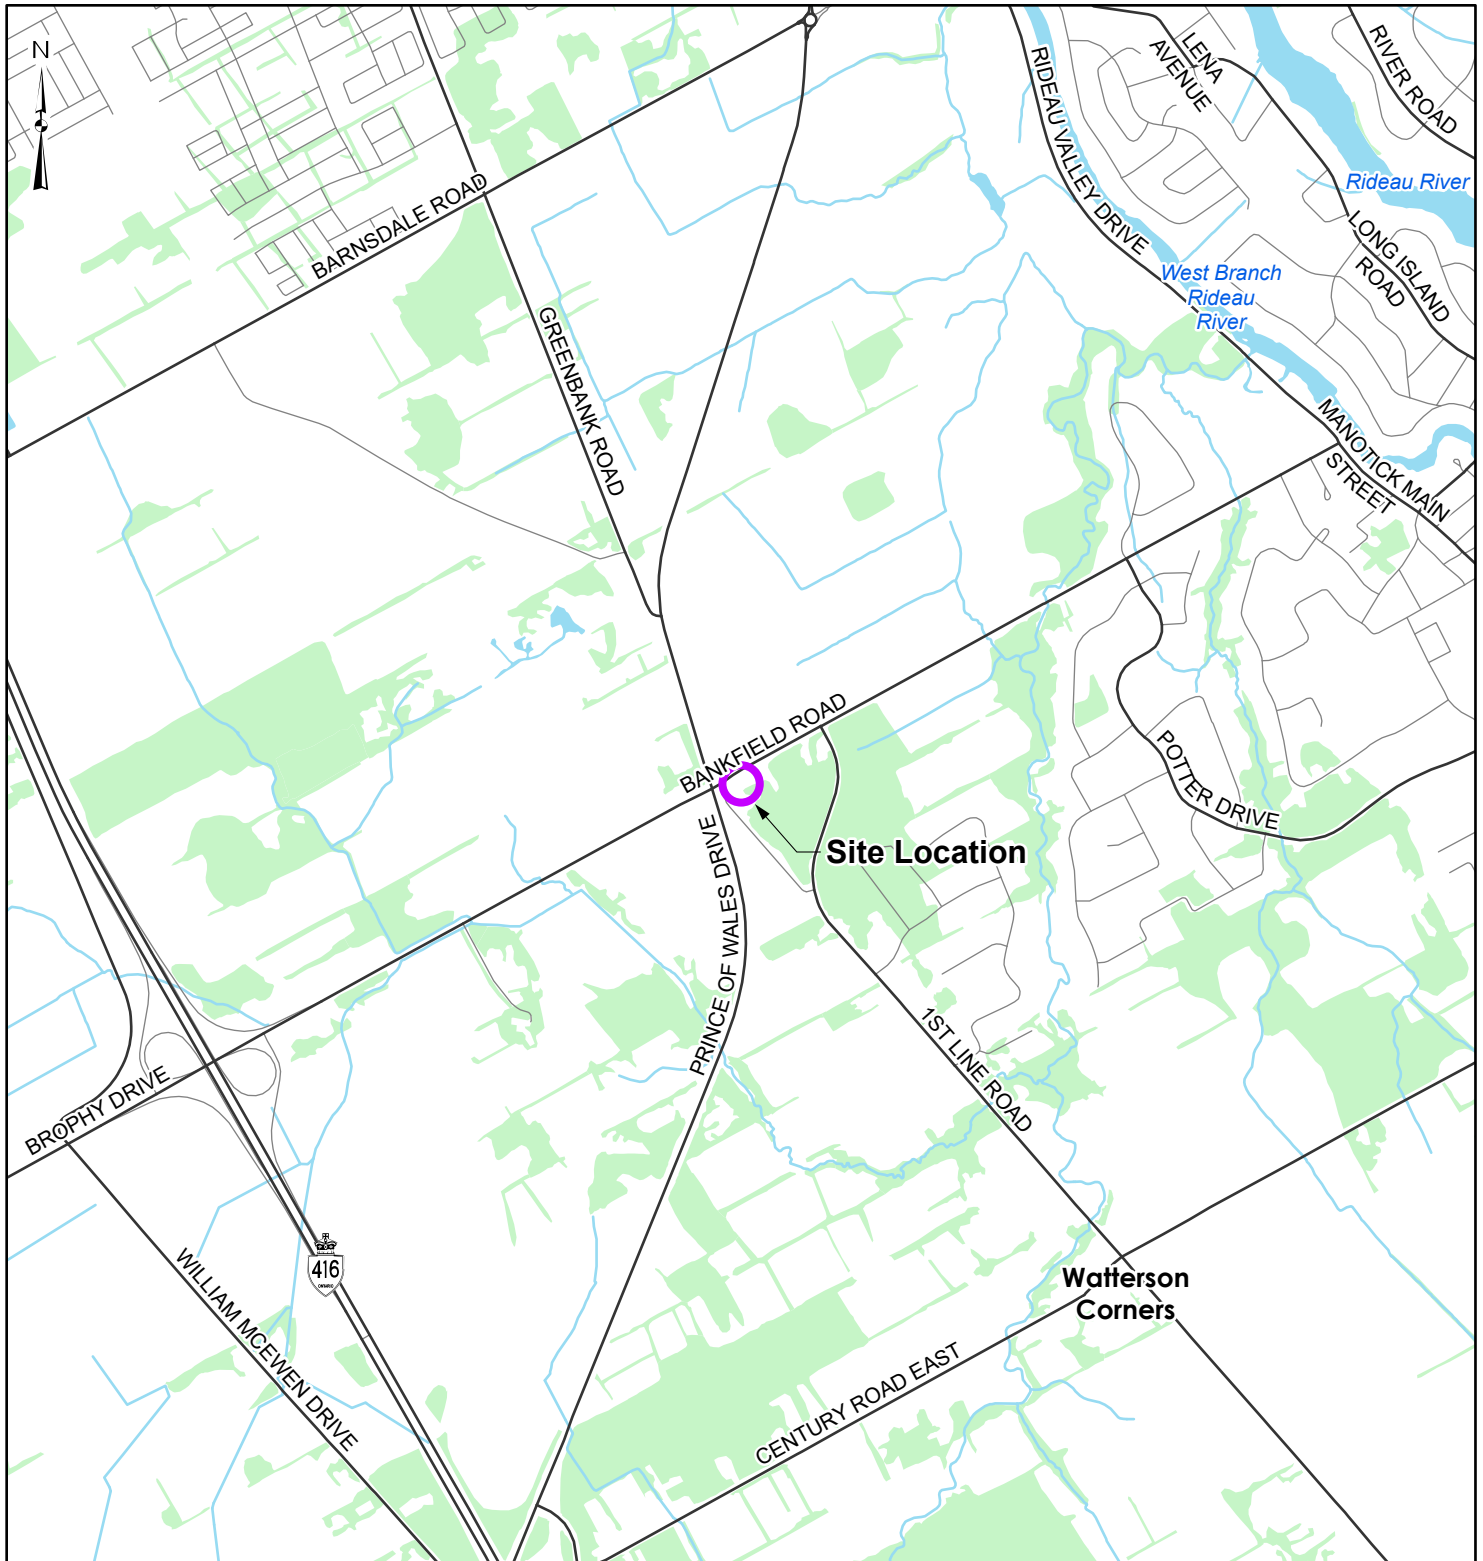 N
LENA
AVENUE
RIVER ROAD
RIDEAU VALLEY DRIVE
Rideau River
BARNSDALE ROAD
LONG ISLAND
ROAD
West Branch
Rideau
River
GREENBANK ROAD
MANOTICK MAIN
STREET
BANKFIELD ROAD
POTTER DRIVE
Site Location
PRINCE OF WALES DRIVE
1ST LINE ROAD
BROPHY DRIVE
416
ONTARIO
Watterson
Corners
WILLIAM MCEWEN DRIVE
CENTURY ROAD EAST